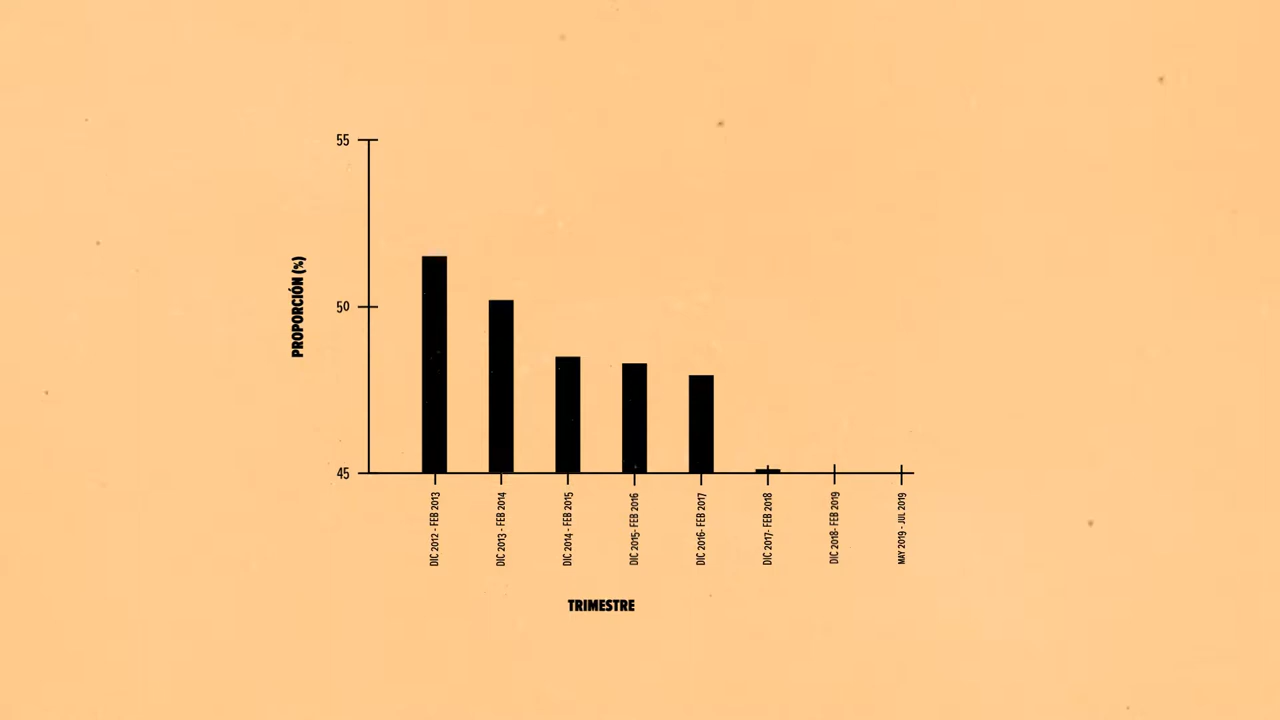 55
50
45
PROPORCIÓN (%)
DIC 2012 - FEB 2013
DIC 2013 - FEB 2014
DIC 2014 - FEB 2015
DIC 2015- FEB 2016
DIC 2016- FEB 2017
DIC 2017- FEB 2018
DIC 2018- FEB 2019
MAY 2019 - JUL 2019
TRIMESTRE